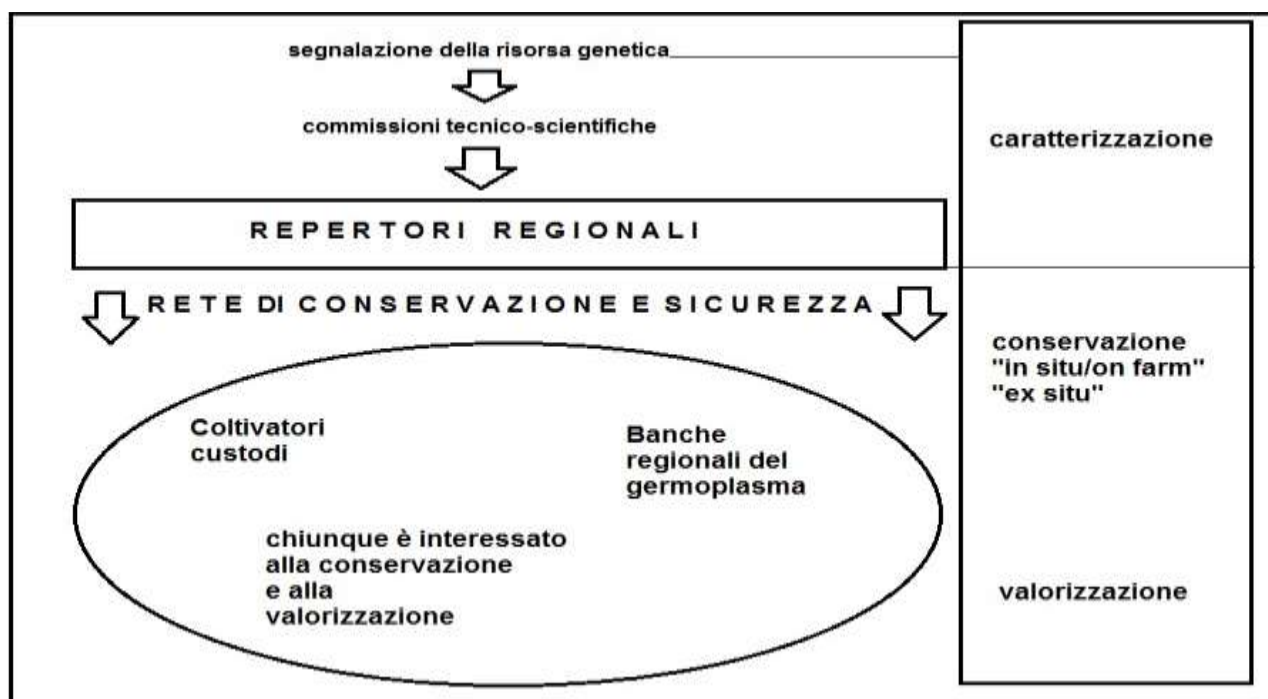 segnalazione della risorsa genetica
commissioni tecnico-scientifiche
REPERTORI REGIONALI
RETE DI CONSERVAZIONE E SICUREZZA
Coltivatori
custodi
Banche
regionali del
germoplasma
chiunque è interessato
alla conservazione
e alla
valorizzazione
caratterizzazione
conservazione
"in situ/on farm"
"ex situ"
valorizzazione